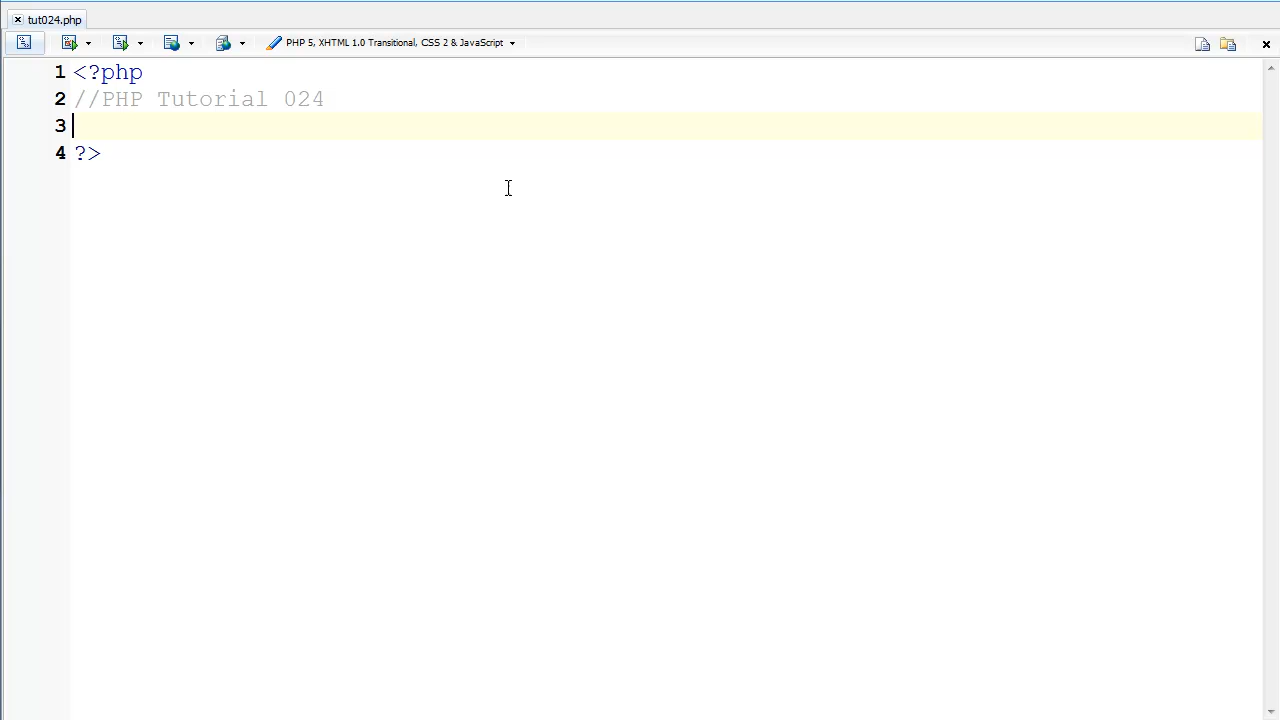 tut024.php
PHP 5, XHTML 1.0 Transitional, CSS 2 & JavaScript
1 <?php
2 //PHP Tutorial 024
3
4 ?>